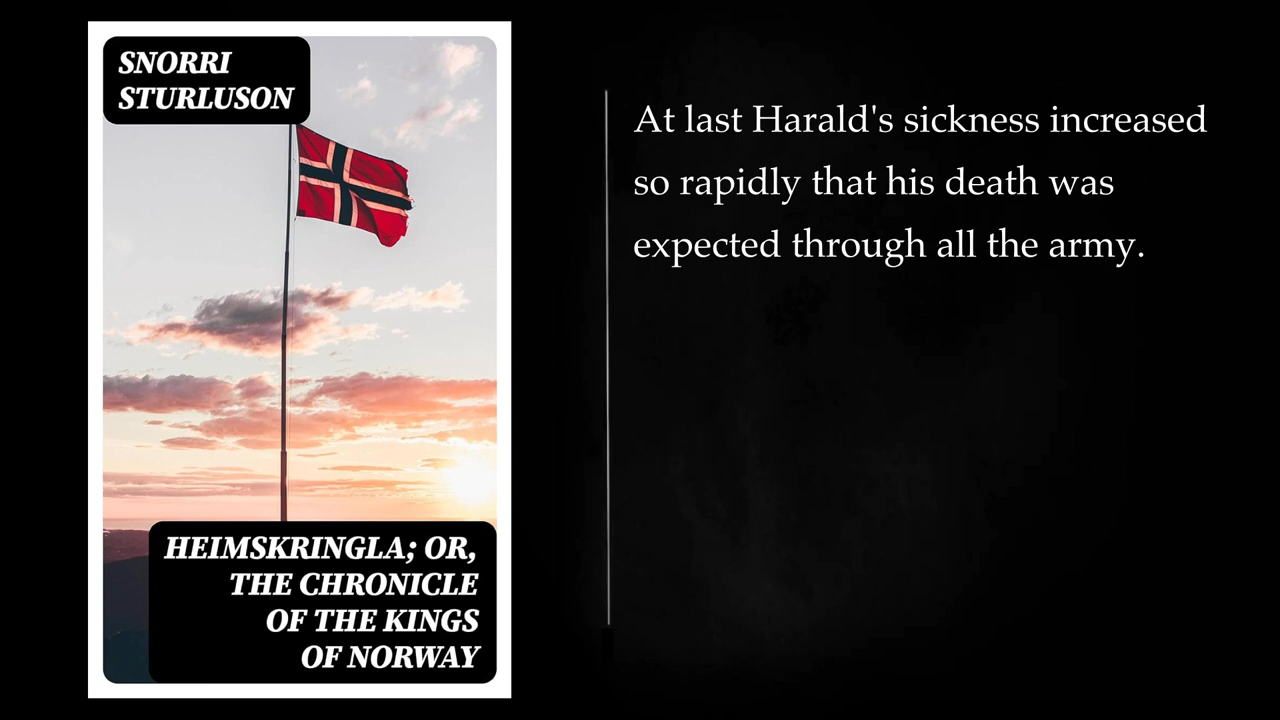 SNORRI
STURLUSON
HEIMSKRINGLA; OR,
THE CHRONICLE
OF THE KINGS
OF NORWAY
At last Harald's sickness increased
so rapidly that his death was
expected through all the army.